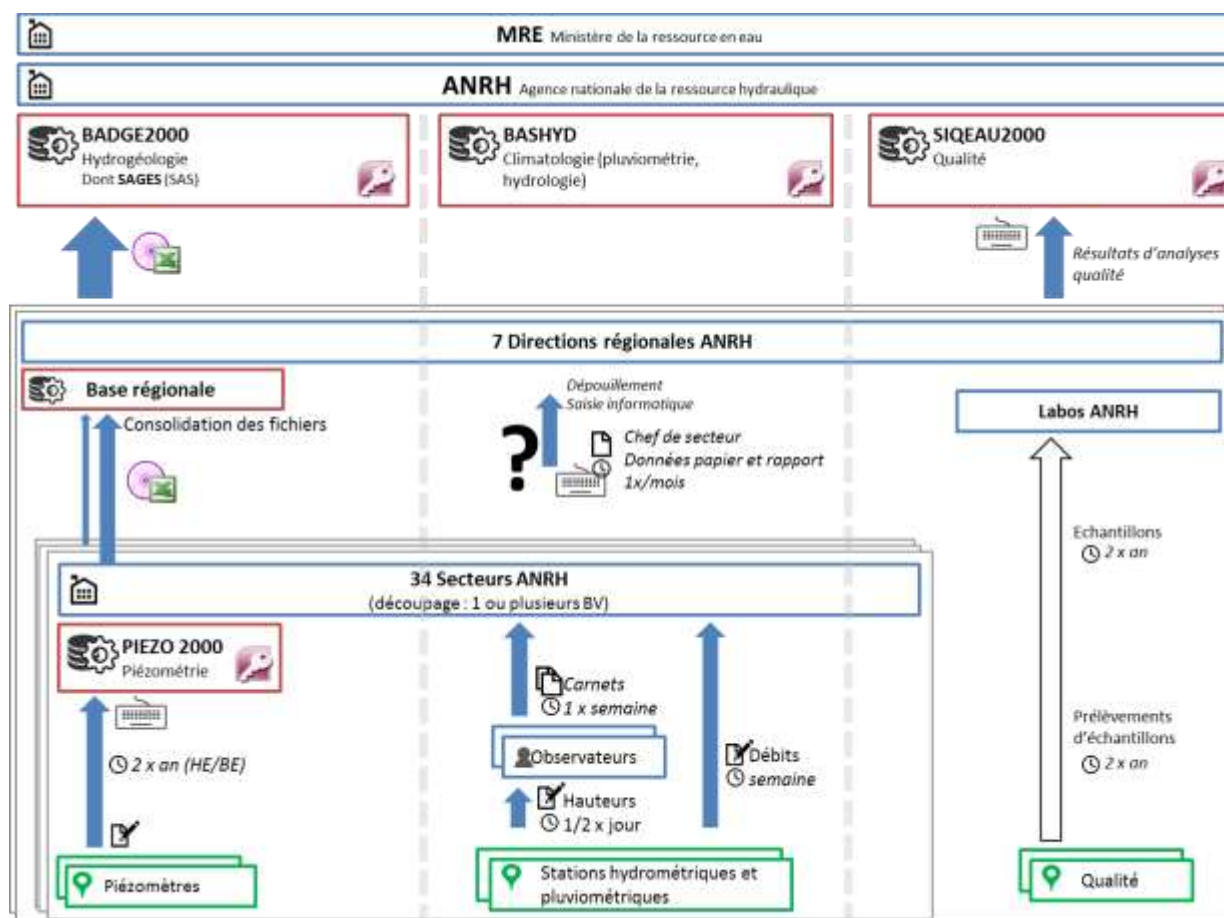 MRE Ministère de la ressource en eau
ANRH Agence nationale de la ressource hydraulique
BADGE2000
Hydrogéologie
Dont SAGES (SAS)
BASHYD
Climatologie (pluviométrie,
hydrologie)
SIQEAU2000
Qualité
Résultats d'analyses
qualité
7 Directions régionales ANRH
Base régionale
Consolidation des fichiers
Dépouillement
Saisie informatique
?
Chef de secteur
Données papier et rapport
1x/mois
Labos ANRH
Echantillons
2 x an
34 Secteurs ANRH
(découpage : 1 ou plusieurs BV)
PIEZO 2000
Piézométrie
2 x an (HE/BE)
Carnets
1 x semaine
Observateurs
Hauteurs
1/2 x jour
Débits
semaine
Prélèvements
d'échantillons
2 x an
Piézomètres
Stations hydrométriques et
pluviométriques
Qualité